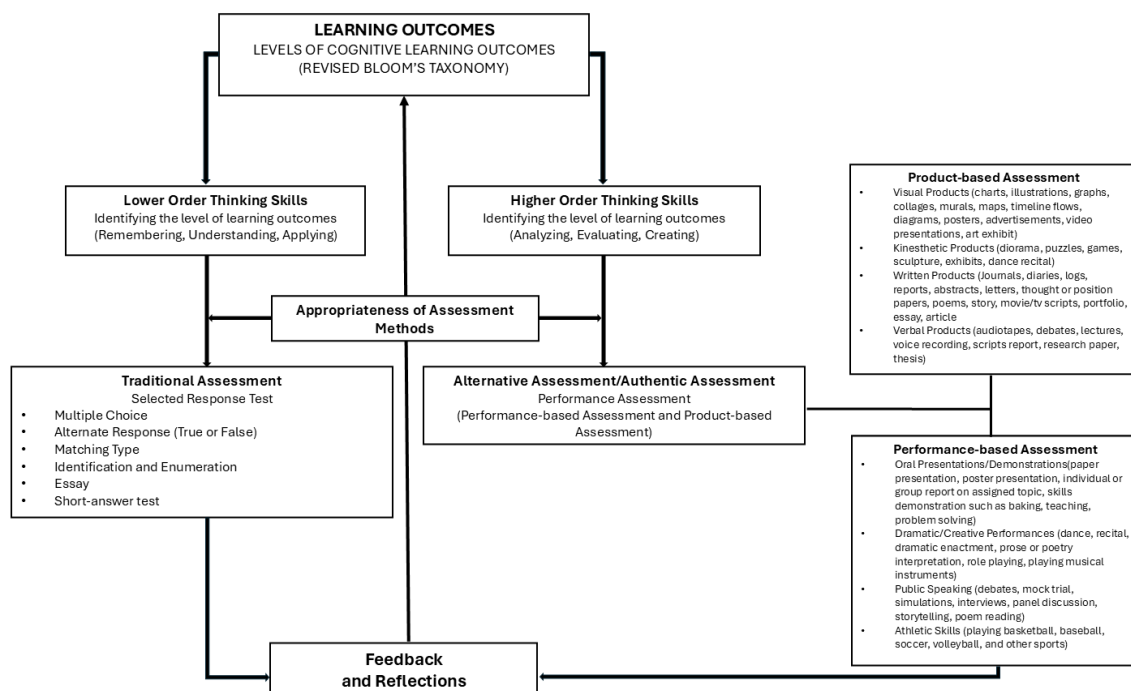 LEARNING OUTCOMES
LEVELS OF COGNITIVE LEARNING OUTCOMES
(REVISED BLOOM'S TAXONOMY)
Lower Order Thinking Skills
Identifying the level of learning outcomes
(Remembering, Understanding, Applying)
Higher Order Thinking Skills
Identifying the level of learning outcomes
(Analyzing, Evaluating, Creating)
Appropriateness of Assessment
Methods
Traditional Assessment
Selected Response Test
• Multiple Choice
• Alternate Response (True or False)
• Matching Type
• Identification and Enumeration
• Essay
• Short-answer test
Alternative Assessment/Authentic Assessment
Performance Assessment
(Performance-based Assessment and Product-based
Assessment)
Product-based Assessment
• Visual Products (charts, illustrations, graphs,
collages, murals, maps, timeline flows,
diagrams, posters, advertisements, video
presentations, art exhibit)
• Kinesthetic Products (diorama, puzzles, games,
sculpture, exhibits, dance recital)
• Written Products (Journals, diaries, logs,
reports, abstracts, letters, thought or position
papers, poems, story, movie/tv scripts, portfolio,
essay, article
• Verbal Products (audiotapes, debates, lectures,
voice recording, scripts report, research paper,
thesis)
Performance-based Assessment
• Oral Presentations/Demonstrations(paper
presentation, poster presentation, individual or
group report on assigned topic, skills
demonstration such as baking, teaching,
problem solving)
• Dramatic/Creative Performances (dance, recital,
dramatic enactment, prose or poetry
interpretation, role playing, playing musical
instruments)
• Public Speaking (debates, mock trial,
simulations, interviews, panel discussion,
storytelling, poem reading)
• Athletic Skills (playing basketball, baseball,
soccer, volleyball, and other sports)
Feedback
and Reflections